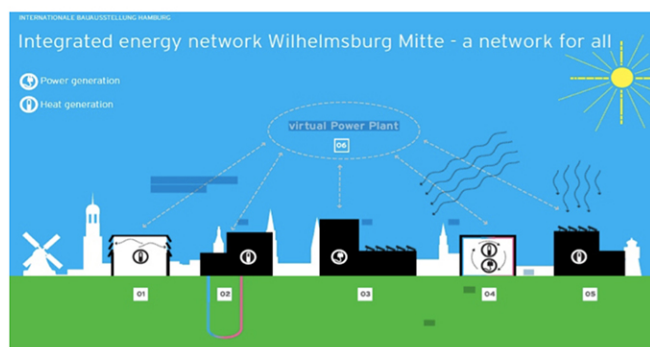 INTERNATIONALE BAUAUSSTELLUNG HAMBURG
Integrated energy network Wilhelmsburg Mitte - a network for all
Power generation
Heat generation
virtual Power Plant
06
01
02
03
04
05